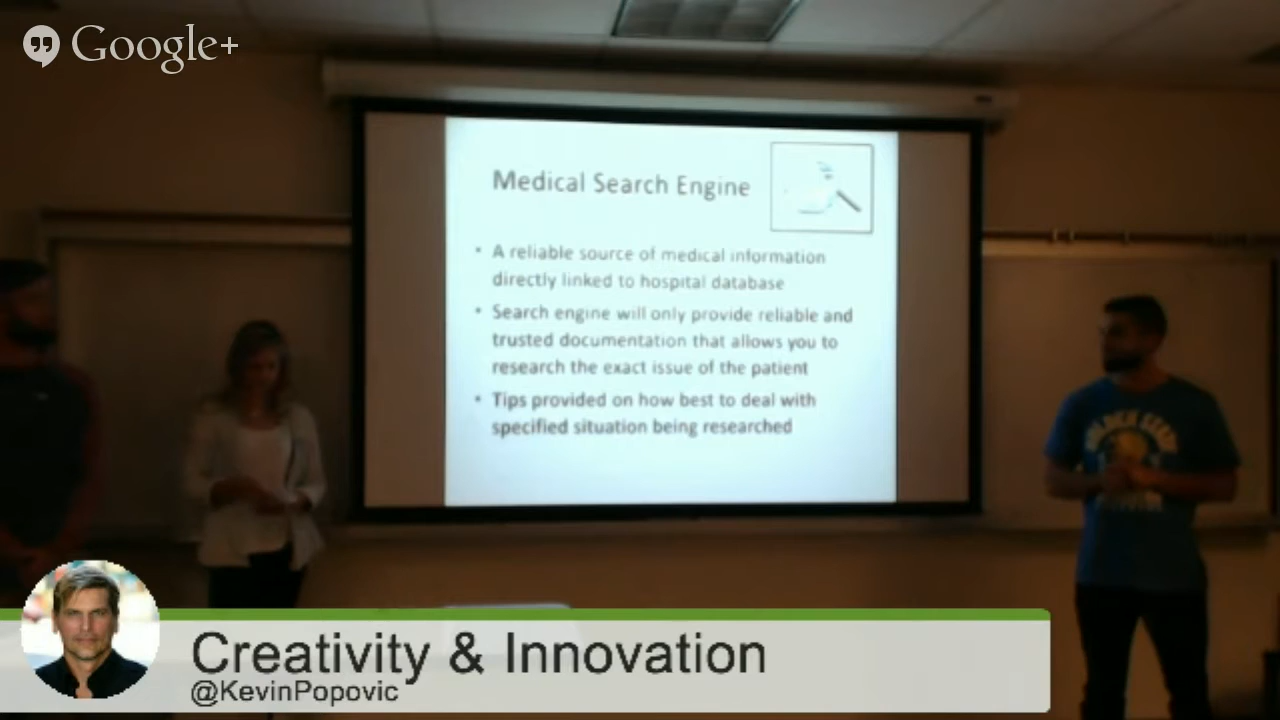 Google+
Medical Search Engine
• A reliable source of medical information
directly linked to hospital database
• Search engine will only provide reliable and
trusted documentation that allows you to
research the exact issue of the patient
• Tips provided on how best to deal with
specified situation being researched
GOLDEN STATE
Creativity & Innovation
@KevinPopovic